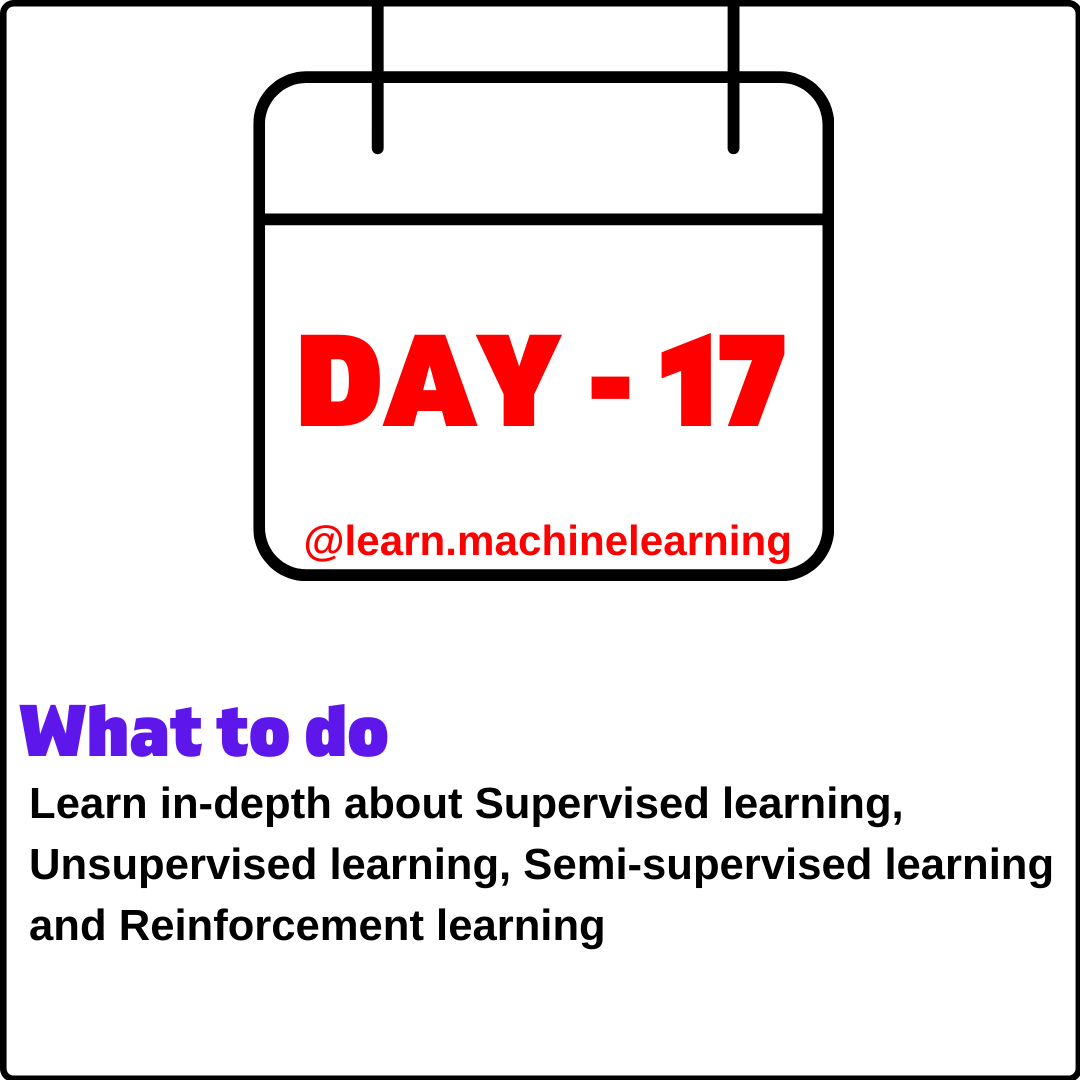 DAY - 17
@learn.machinelearning
What to do
Learn in-depth about Supervised learning,
Unsupervised learning, Semi-supervised learning
and Reinforcement learning